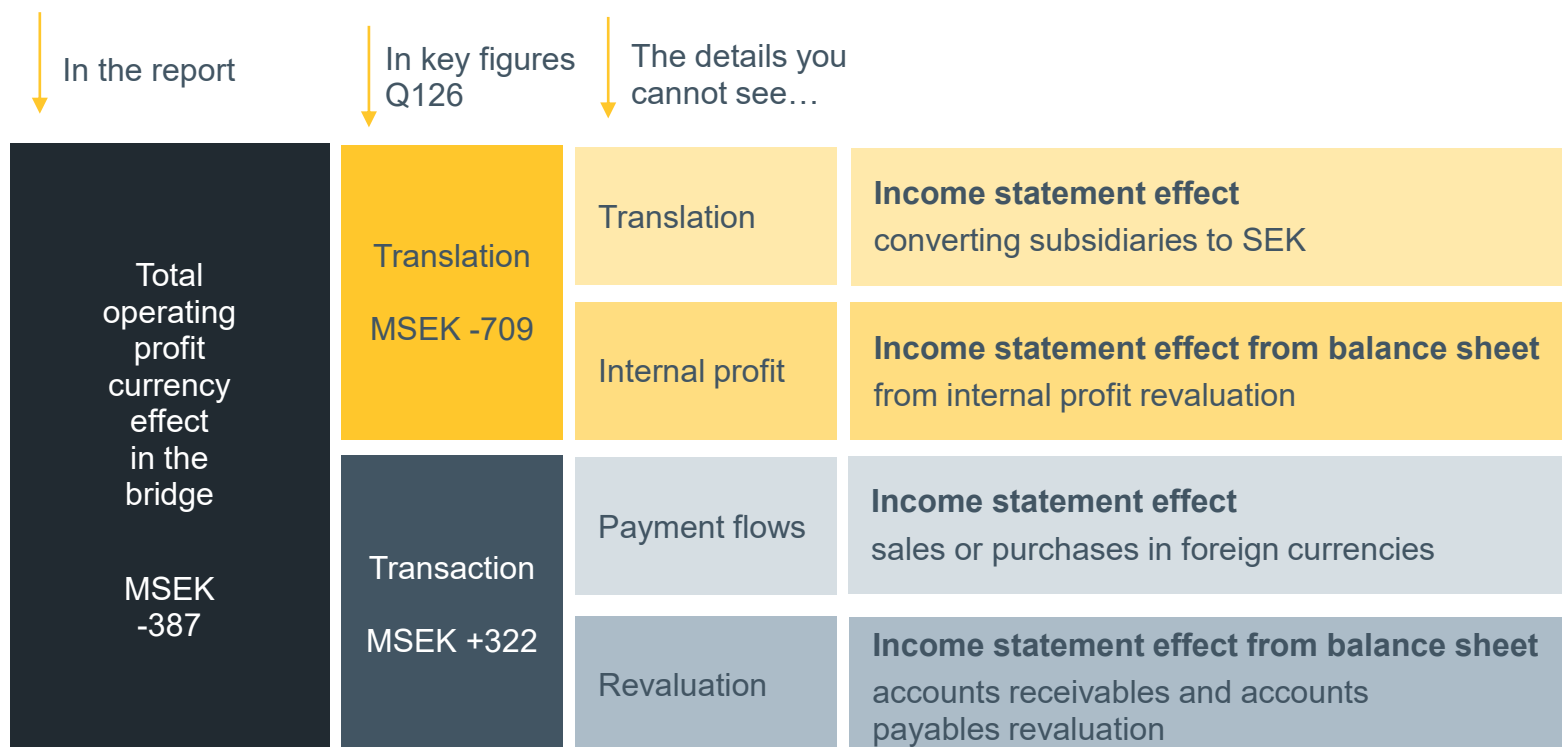 In the report
In key figures
Q126
The details you
cannot see…
Total
operating
profit
currency
effect
in the
bridge
MSEK
-387
Translation
MSEK -709
Transaction
MSEK +322
Translation
Income statement effect
converting subsidiaries to SEK
Internal profit
Income statement effect from balance sheet
from internal profit revaluation
Payment flows
Income statement effect
sales or purchases in foreign currencies
Revaluation
Income statement effect from balance sheet
accounts receivables and accounts
payables revaluation